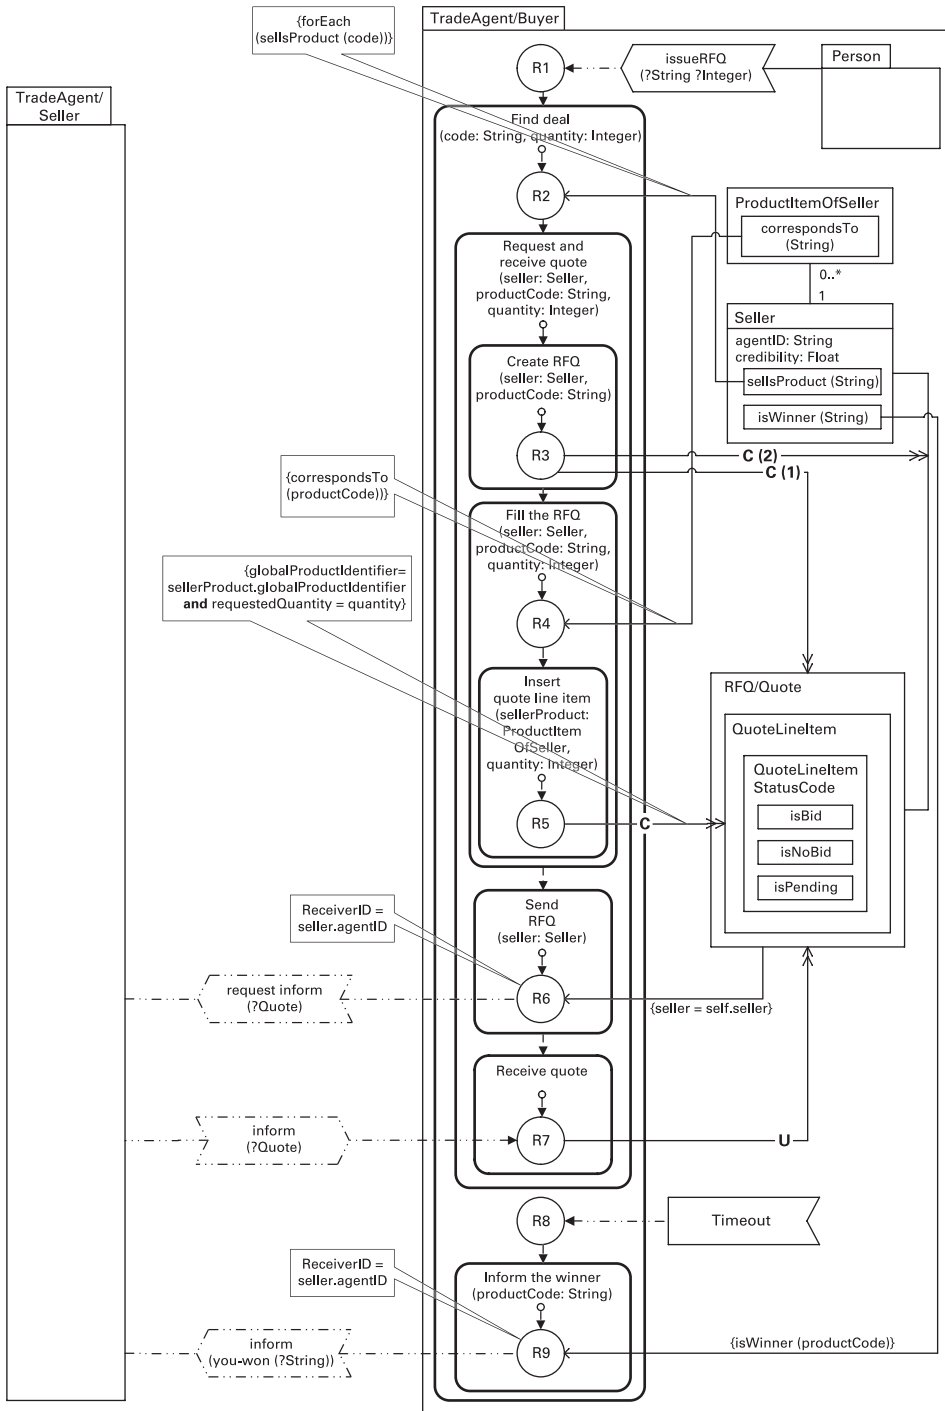 {forEach
(sellsProduct (code))}
TradeAgent/Buyer
R1
issueRFQ
(?String ?Integer)
Person
TradeAgent/
Seller
Find deal
(code: String, quantity: Integer)
R2
ProductItemOfSeller
correspondsTo
(String)
0..*
1
Request and
receive quote
(seller: Seller,
productCode: String,
quantity: Integer)
Seller
agentID: String
credibility: Float
sellsProduct (String)
isWinner (String)
Create RFQ
(seller: Seller,
productCode: String)
R3
C (2)
C (1)
{correspondsTo
(productCode))}
Fill the RFQ
(seller: Seller,
productCode: String,
quantity: Integer)
R4
{globalProductIdentifier=
sellerProduct.globalProductIdentifier
and requestedQuantity = quantity}
Insert
quote line item
(sellerProduct:
ProductItem
OfSeller,
quantity: Integer)
R5
C
RFQ/Quote
QuoteLineItem
QuoteLineItem
StatusCode
isBid
isNoBid
isPending
ReceiverID =
seller.agentID
Send
RFQ
(seller: Seller)
R6
request inform
(?Quote)
{seller = self.seller}
Receive quote
R7
inform
(?Quote)
U
R8
Timeout
ReceiverID =
seller.agentID
Inform the winner
(productCode: String)
R9
inform
(you-won (?String))
{isWinner (productCode)}